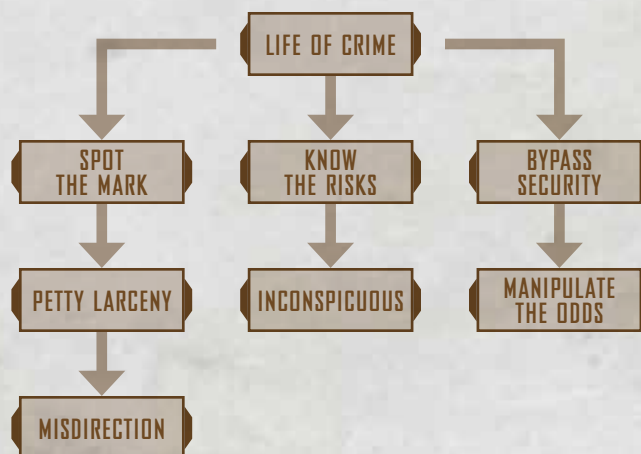 LIFE OF CRIME
SPOT
THE MARK
KNOW
THE RISKS
BYPASS
SECURITY
PETTY LARCENY
INCONSPICUOUS
MANIPULATE
THE ODDS
MISDIRECTION